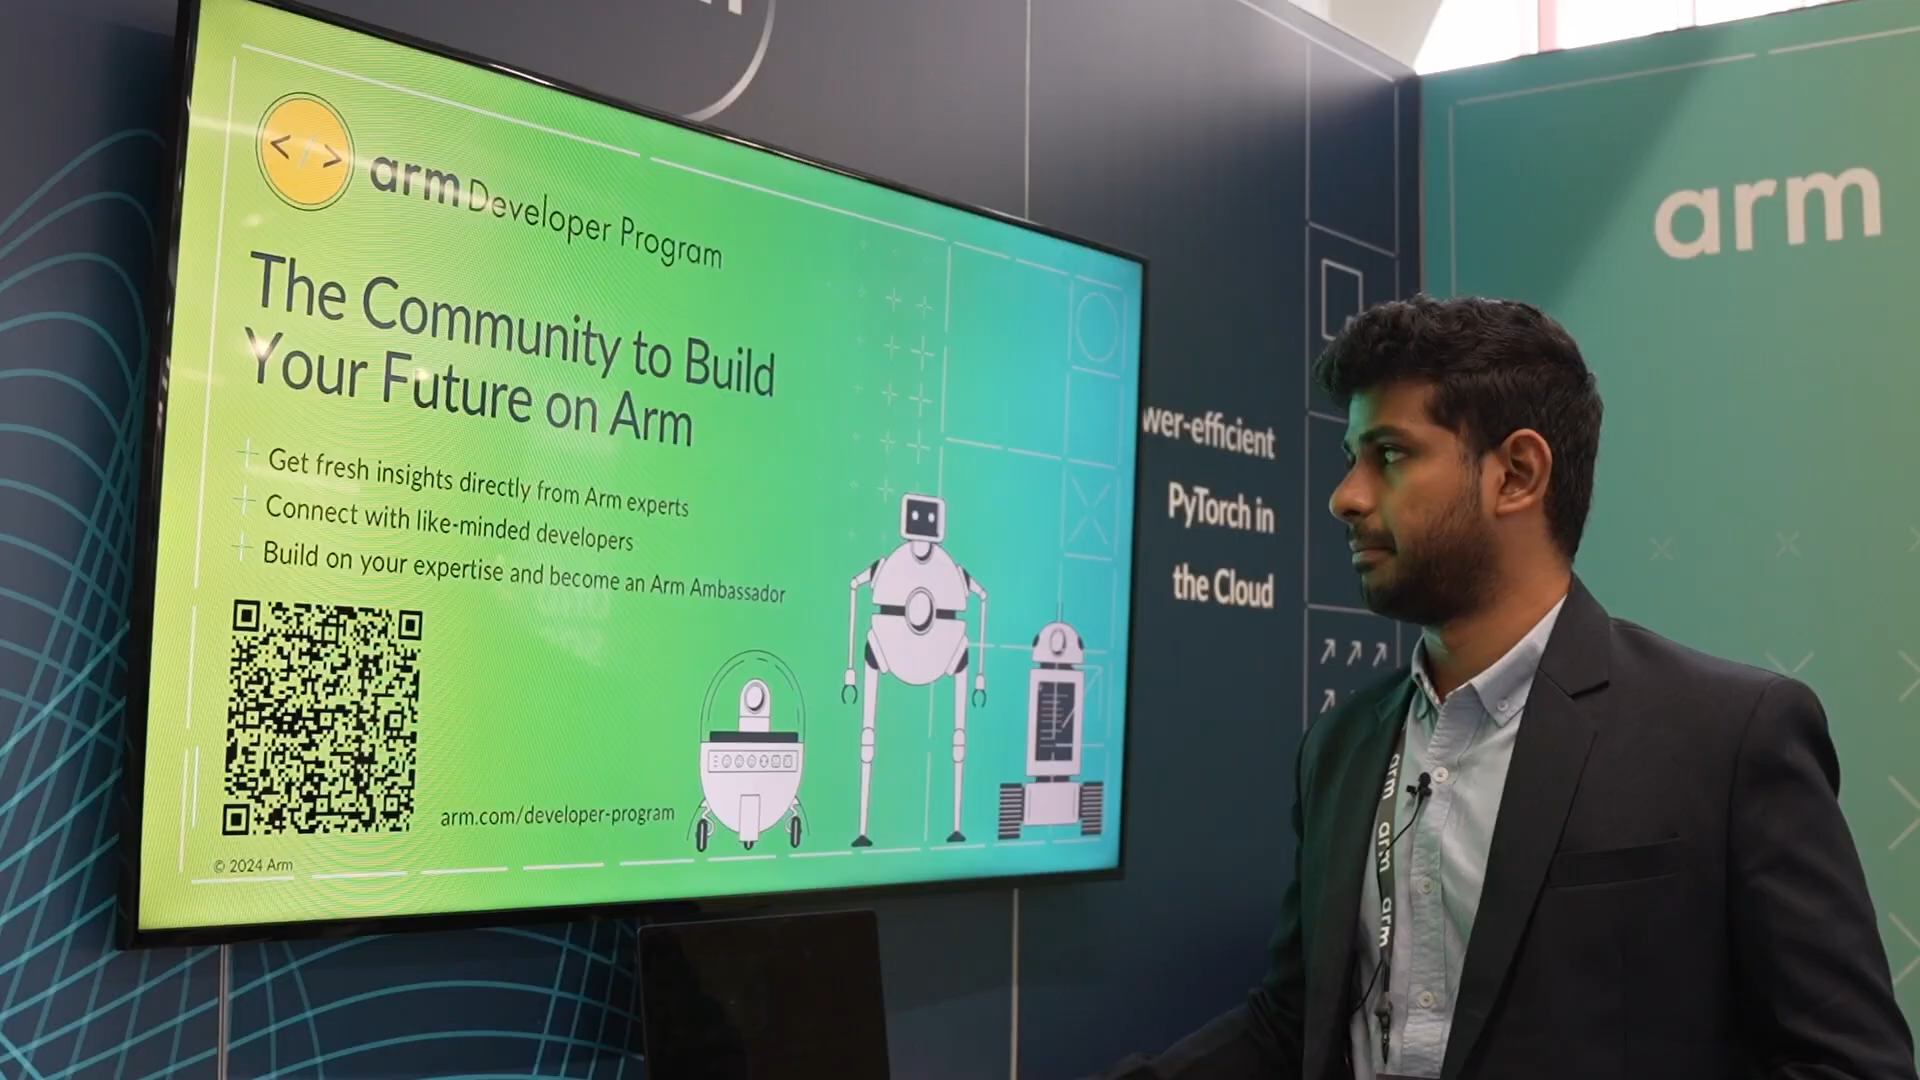 </>
arm Developer Program
The Community to Build
Your Future on Arm
Get fresh insights directly from Arm experts
Connect with like-minded developers
Build on your expertise and become an Arm Ambassador
arm.com/developer-program
© 2024 Arm
wer-efficient
PyTorch in
the Cloud
arm
arm
arm
arm